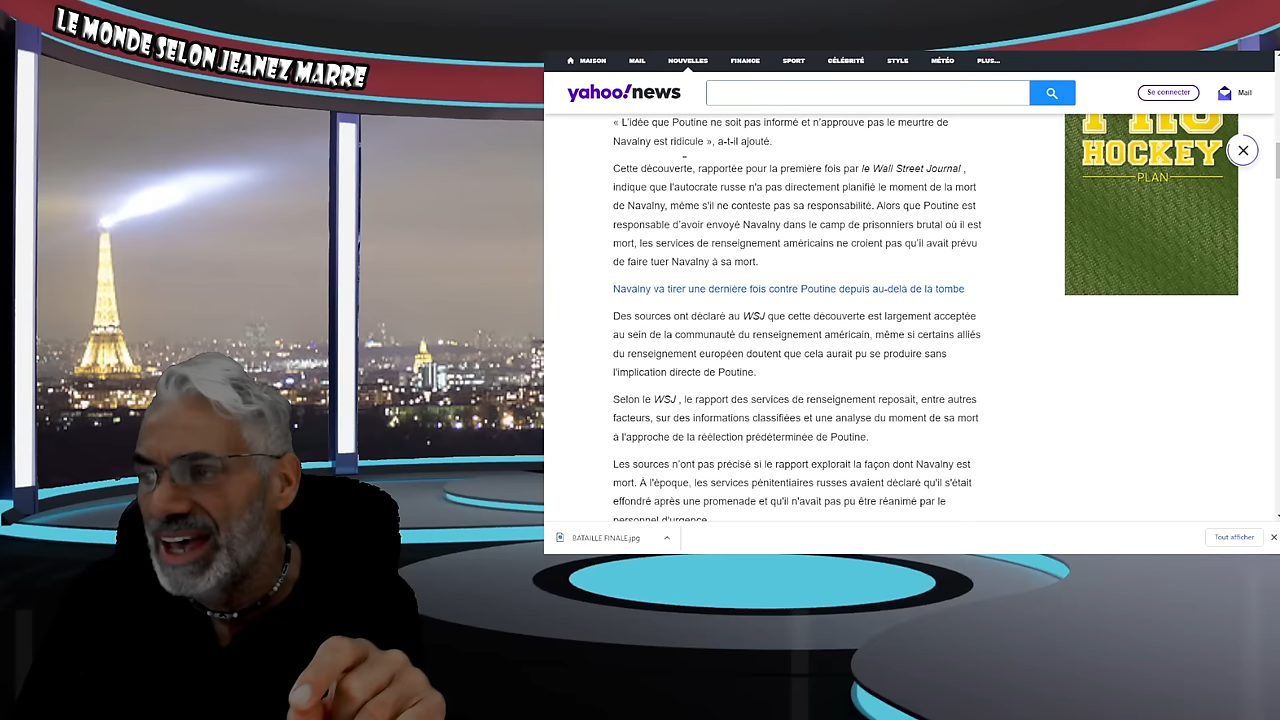 LE MONDE SELON JEANEZ MARRE
MAISON MAIL NOUVELLES FINANCE SPORT CÉLÉBRITÉ STYLE MÉTÉO PLUS...
yahoo!news
Se connecter
Mail
« L'idée que Poutine ne soit pas informé et n'approuve pas le meurtre de
Navalny est ridicule », a-t-il ajouté.
Cette découverte, rapportée pour la première fois par le Wall Street Journal ,
indique que l'autocrate russe n'a pas directement planifié le moment de la mort
de Navalny, même s'il ne conteste pas sa responsabilité. Alors que Poutine est
responsable d'avoir envoyé Navalny dans le camp de prisonniers brutal où il est
mort, les services de renseignement américains ne croient pas qu'il avait prévu
de faire tuer Navalny à sa mort.
Navalny va tirer une dernière fois contre Poutine depuis au-delà de la tombe
Des sources ont déclaré au WSJ que cette découverte est largement acceptée
au sein de la communauté du renseignement américain, même si certains alliés
du renseignement européen doutent que cela aurait pu se produire sans
l'implication directe de Poutine.
Selon le WSJ , le rapport des services de renseignement reposait, entre autres
facteurs, sur des informations classifiées et une analyse du moment de sa mort
à l'approche de la réélection prédéterminée de Poutine.
Les sources n'ont pas précisé si le rapport explorait la façon dont Navalny est
mort. À l'époque, les services pénitentiaires russes avaient déclaré qu'il s'était
effondré après une promenade et qu'il n'avait pas pu être réanimé par le
personnel d'urgence
PRO
HOCKEY
PLAN
BATAILLE FINALE.jpg
Tout afficher